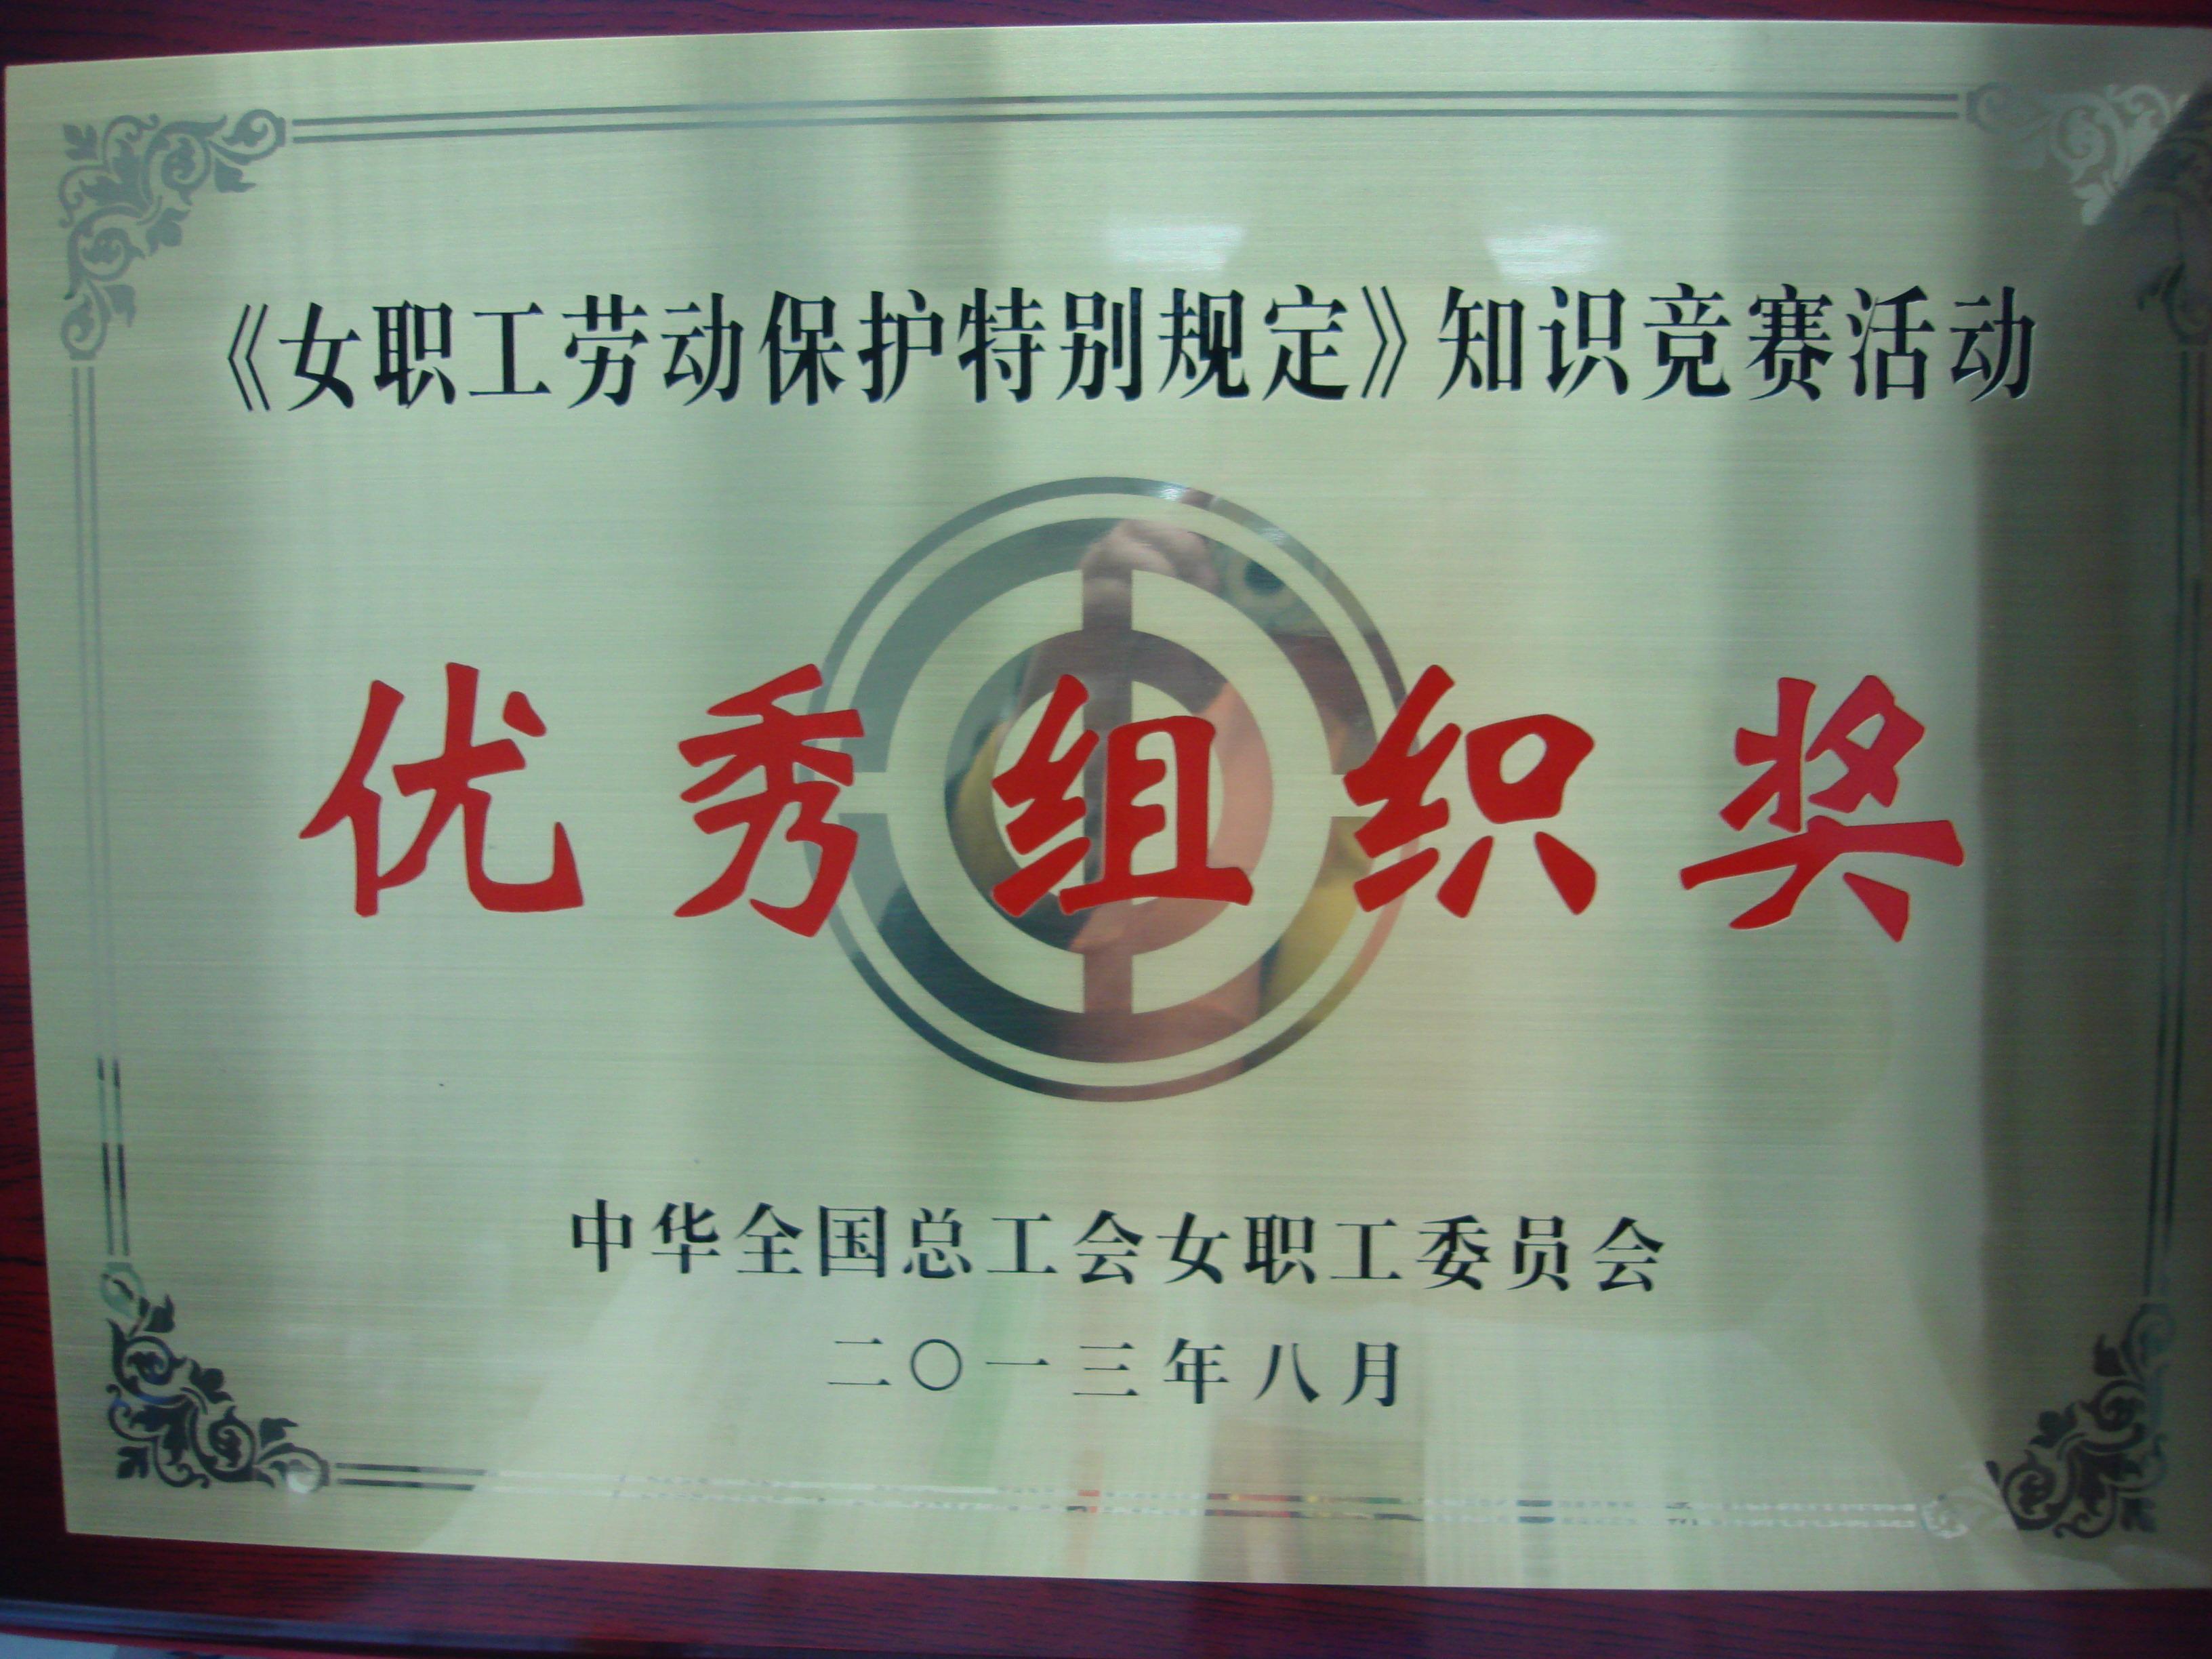 《女职工劳动保护特别规定》知识竞赛活动
优秀组织奖
中华全国总工会女职工委员会
二〇一三年八月